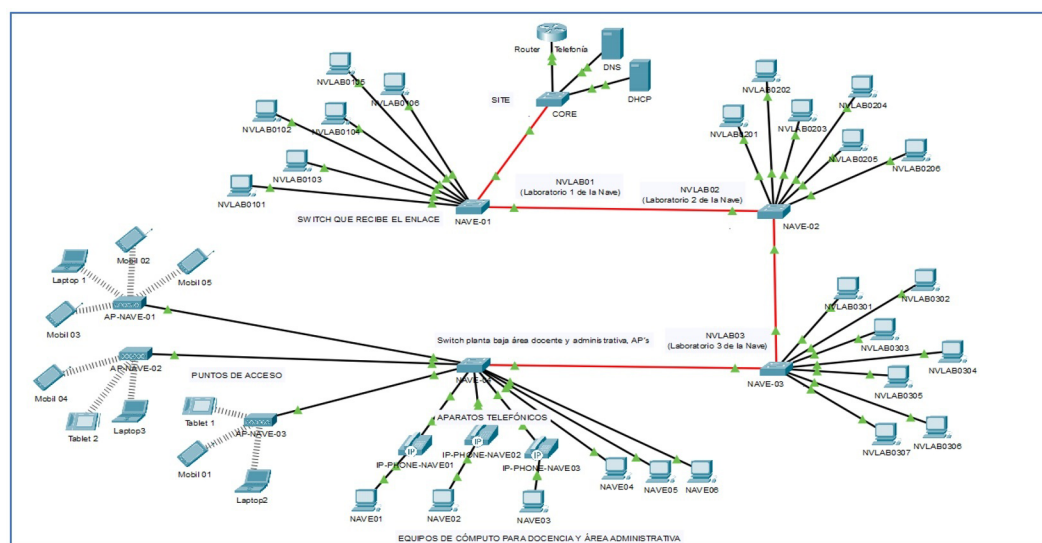 Router Telefonía
DNS
DHCP
SITE
CORE
NVLAB0105
NVLAB0106
NVLAB0102
NVLAB0104
NVLAB0103
NVLAB0101
NVLAB0202
NVLAB0204
NVLAB0201
NVLAB0203
NVLAB0205
NVLAB0206
NVLAB01
(Laboratorio 1 de la Nave)
NVLAB02
(Laboratorio 2 de la Nave)
SWITCH QUE RECIBE EL ENLACE
NAVE-01
NAVE-02
Mobil 02
Laptop 1
Mobil 05
AP-NAVE-01
Mobil 03
NVLAB0301
NVLAB0302
NVLAB03
(Laboratorio 3 de la Nave)
Switch planta baja área docente y administrativa, AP's
NVLAB0303
NVLAB0304
AP-NAVE-02
PUNTOS DE ACCESO
NAVE-04
NAVE-03
NVLAB0305
Mobil 04
Tablet 2
Laptop3
Tablet 1
AP-NAVE-03
APARATOS TELEFÓNICOS
NVLAB0306
NVLAB0307
Mobil 01
IP
IP
IP
IP-PHONE-NAVE01
IP-PHONE-NAVE02
IP-PHONE-NAVE03
Laptop2
NAVE04
NAVE05
NAVE06
NAVE01
NAVE02
NAVE03
EQUIPOS DE CÓMPUTO PARA DOCENCIA Y ÁREA ADMINISTRATIVA